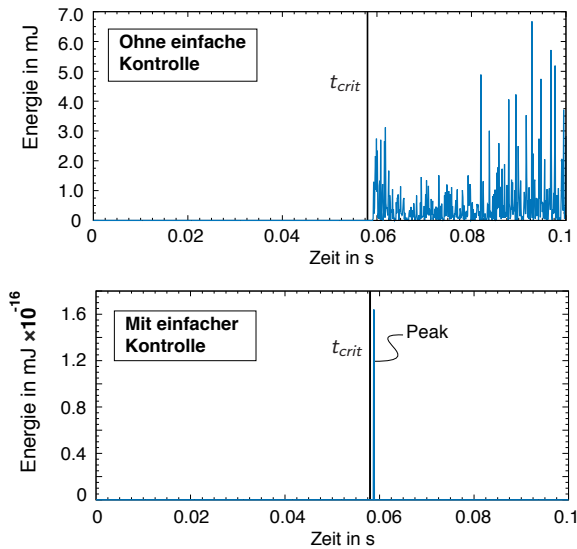 7.0
6.0
5.0
4.0
3.0
2.0
1.0
0
Energie in mJ
Ohne einfache
Kontrolle
t_crit
0 0.02 0.04 0.06 0.08 0.1
Zeit in s
1.6
1.2
0.8
0.4
0
Energie in mJ ×10^-16
Mit einfacher
Kontrolle
t_crit
Peak
0 0.02 0.04 0.06 0.08 0.1
Zeit in s